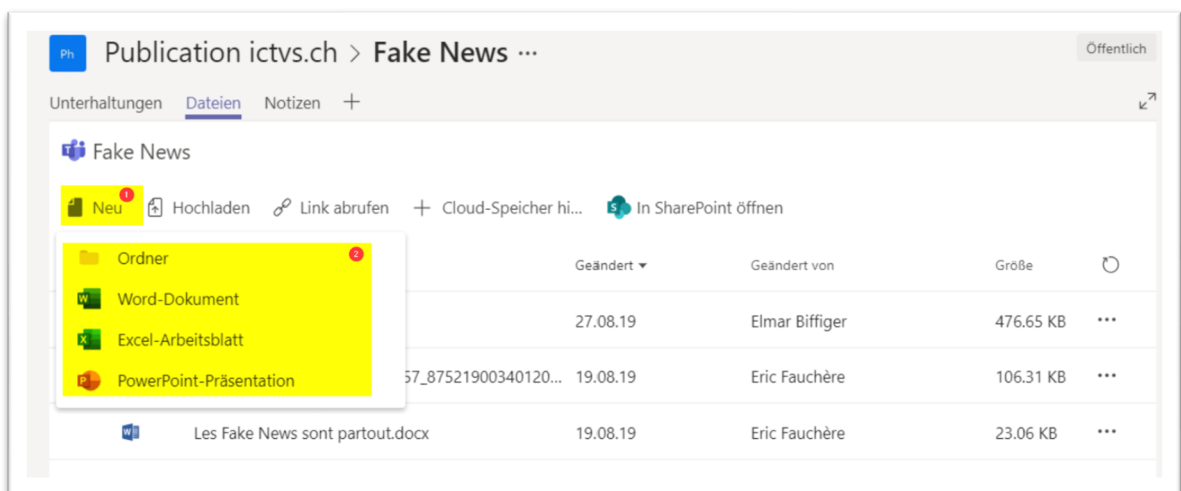 Ph Publication ictvs.ch > Fake News ··· Öffentlich
Unterhaltungen Dateien Notizen +
Fake News
Neu 1 Hochladen Link abrufen + Cloud-Speicher hi... In SharePoint öffnen
Ordner 2
Geändert Geändert von Größe
Word-Dokument
27.08.19 Elmar Biffiger 476.65 KB ···
Excel-Arbeitsblatt
PowerPoint-Präsentation
57_87521900340120... 19.08.19 Eric Fauchère 106.31 KB ···
Les Fake News sont partout.docx 19.08.19 Eric Fauchère 23.06 KB ···